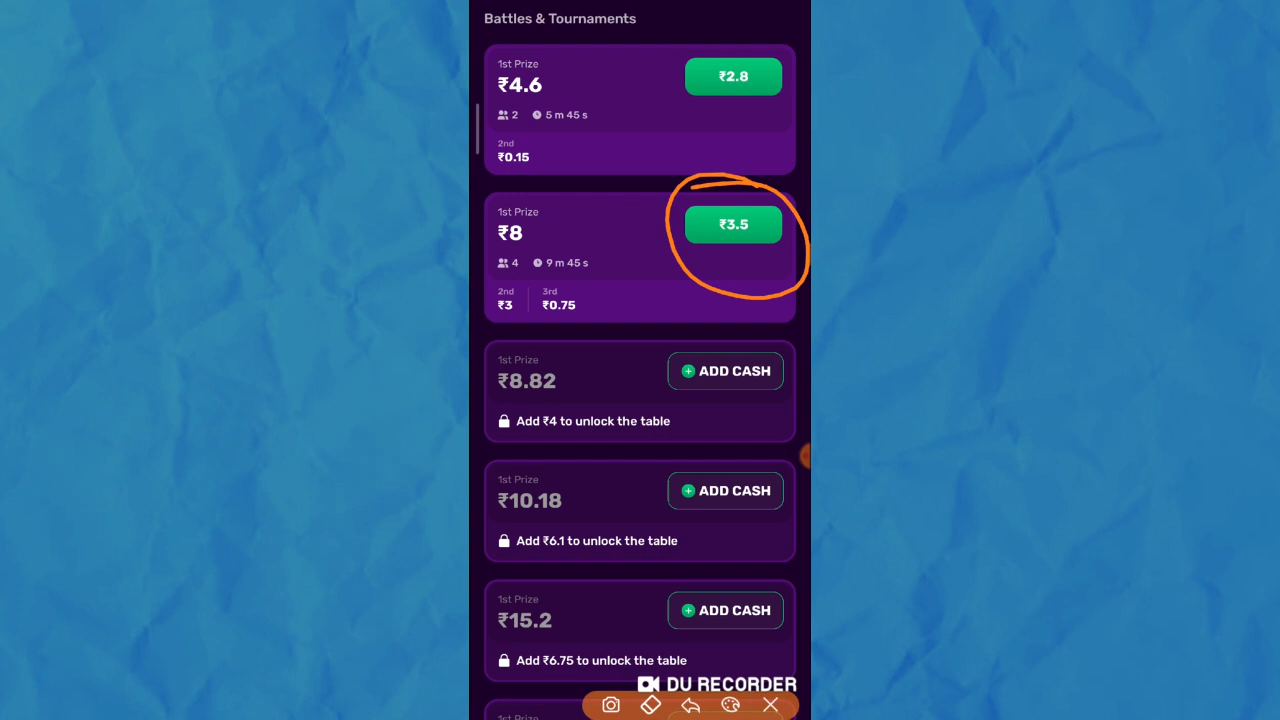 Battles & Tournaments
1st Prize
₹4.6
₹2.8
2
5 m 45 s
2nd
₹0.15
1st Prize
₹8
₹3.5
4
9 m 45 s
2nd
3rd
₹3
₹0.75
1st Prize
₹8.82
ADD CASH
Add ₹4 to unlock the table
1st Prize
₹10.18
ADD CASH
Add ₹6.1 to unlock the table
1st Prize
₹15.2
ADD CASH
Add ₹6.75 to unlock the table
DU RECORDER
1st Prize